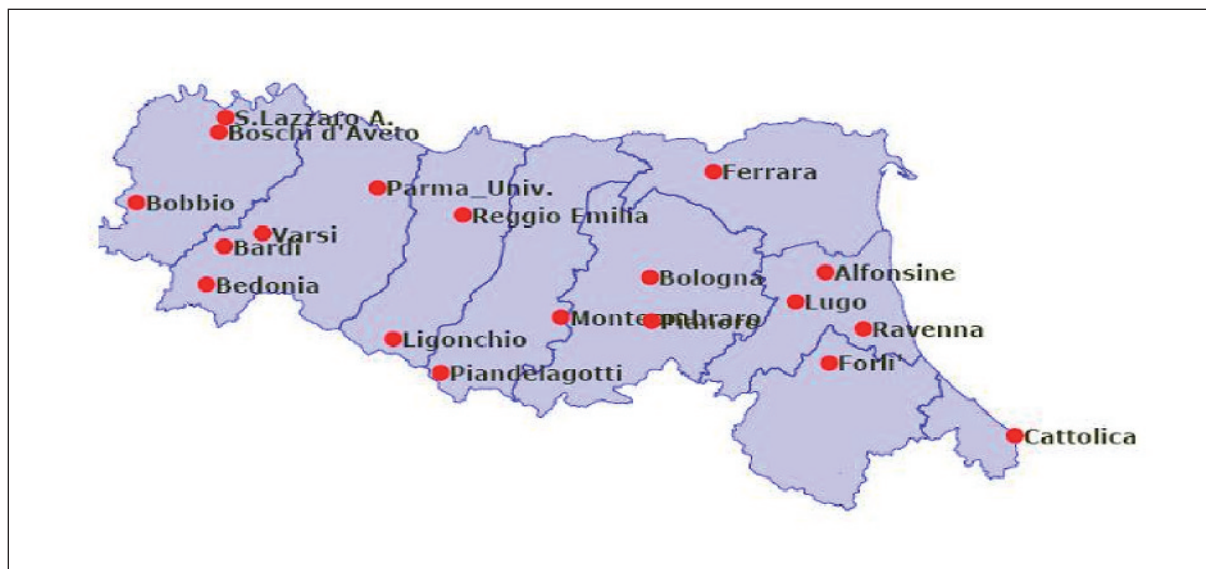 S.Lazzaro A.
Boschi d'Aveto
Ferrara
Parma_Univ.
Bobbio
Reggio Emilia
Varsi
Bardi
Alfonsine
Bologna
Bedonia
Lugo
Pianoro
Ravenna
Ligonchio
Forli'
Piandelagotti
Cattolica